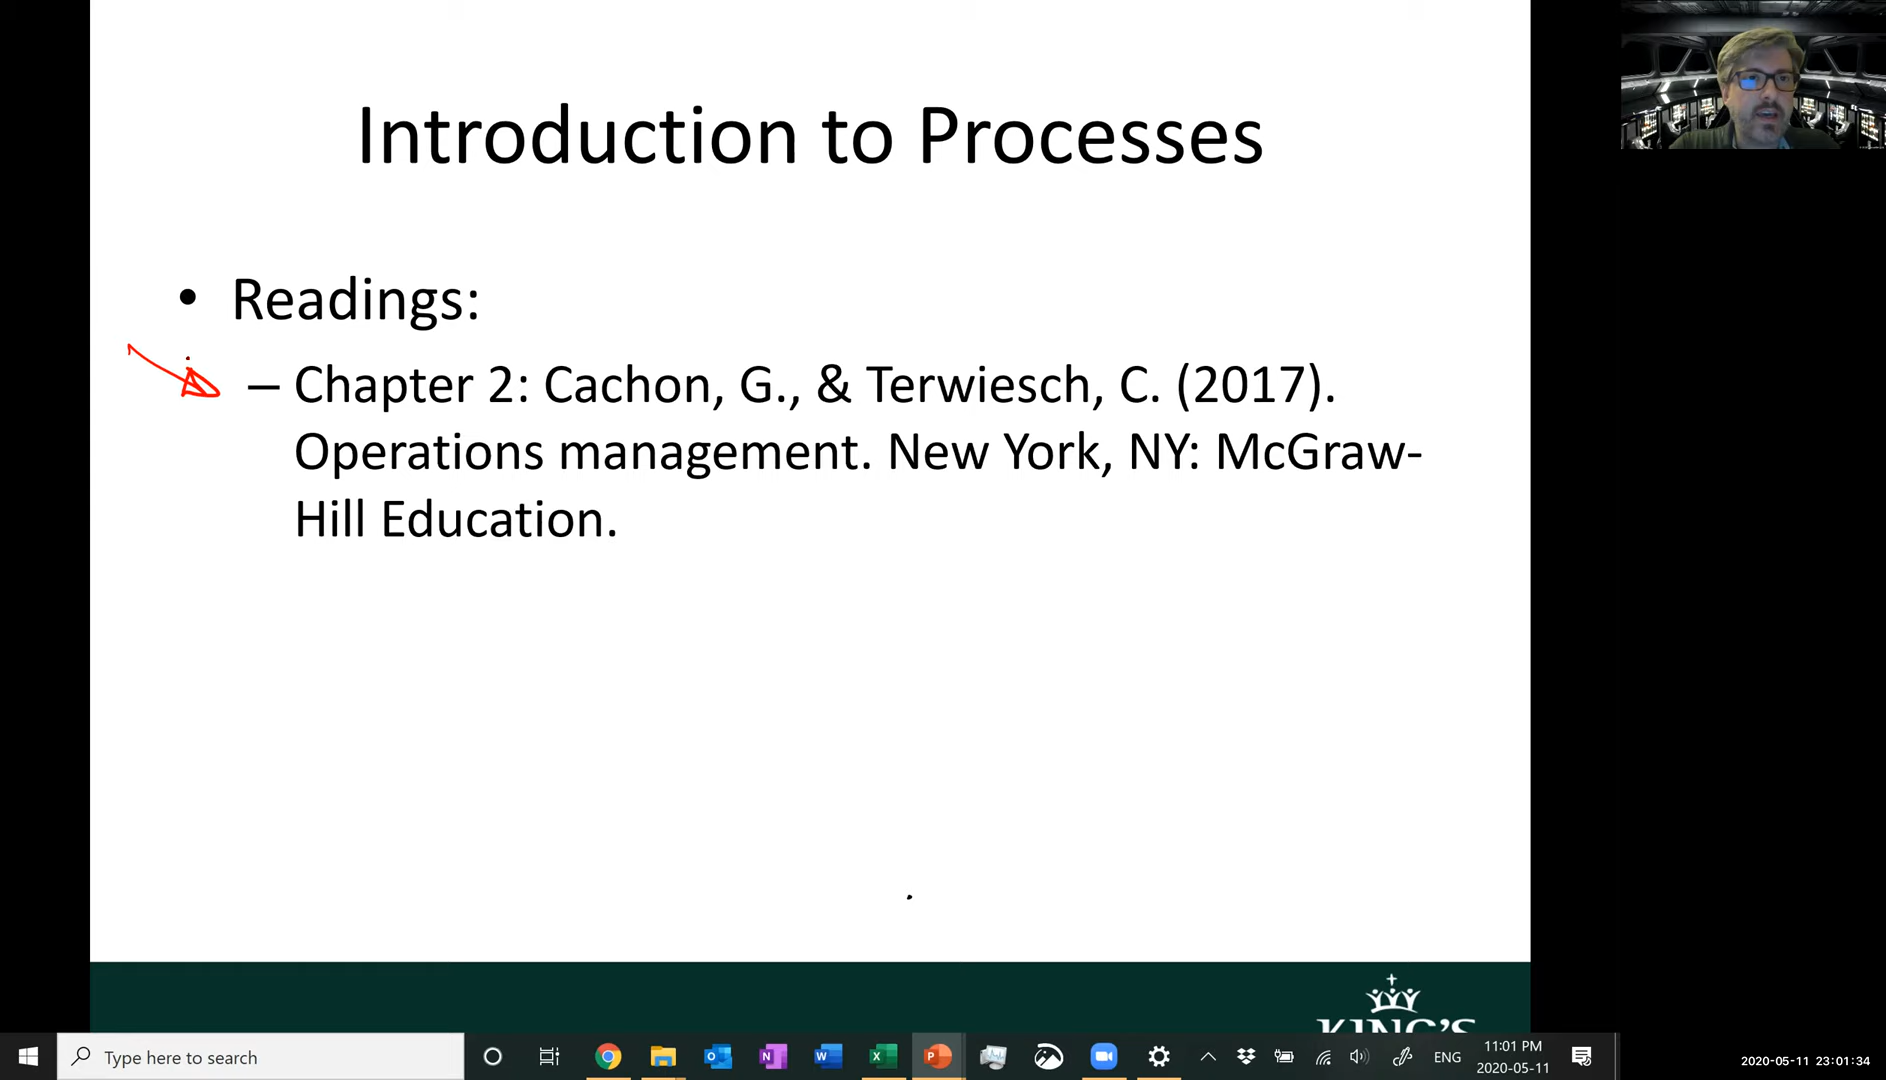 Introduction to Processes
• Readings:
– Chapter 2: Cachon, G., & Terwiesch, C. (2017).
Operations management. New York, NY: McGraw-
Hill Education.
KING'S
Type here to search
ENG
11:01 PM
2020-05-11
2020-05-11 23:01:34